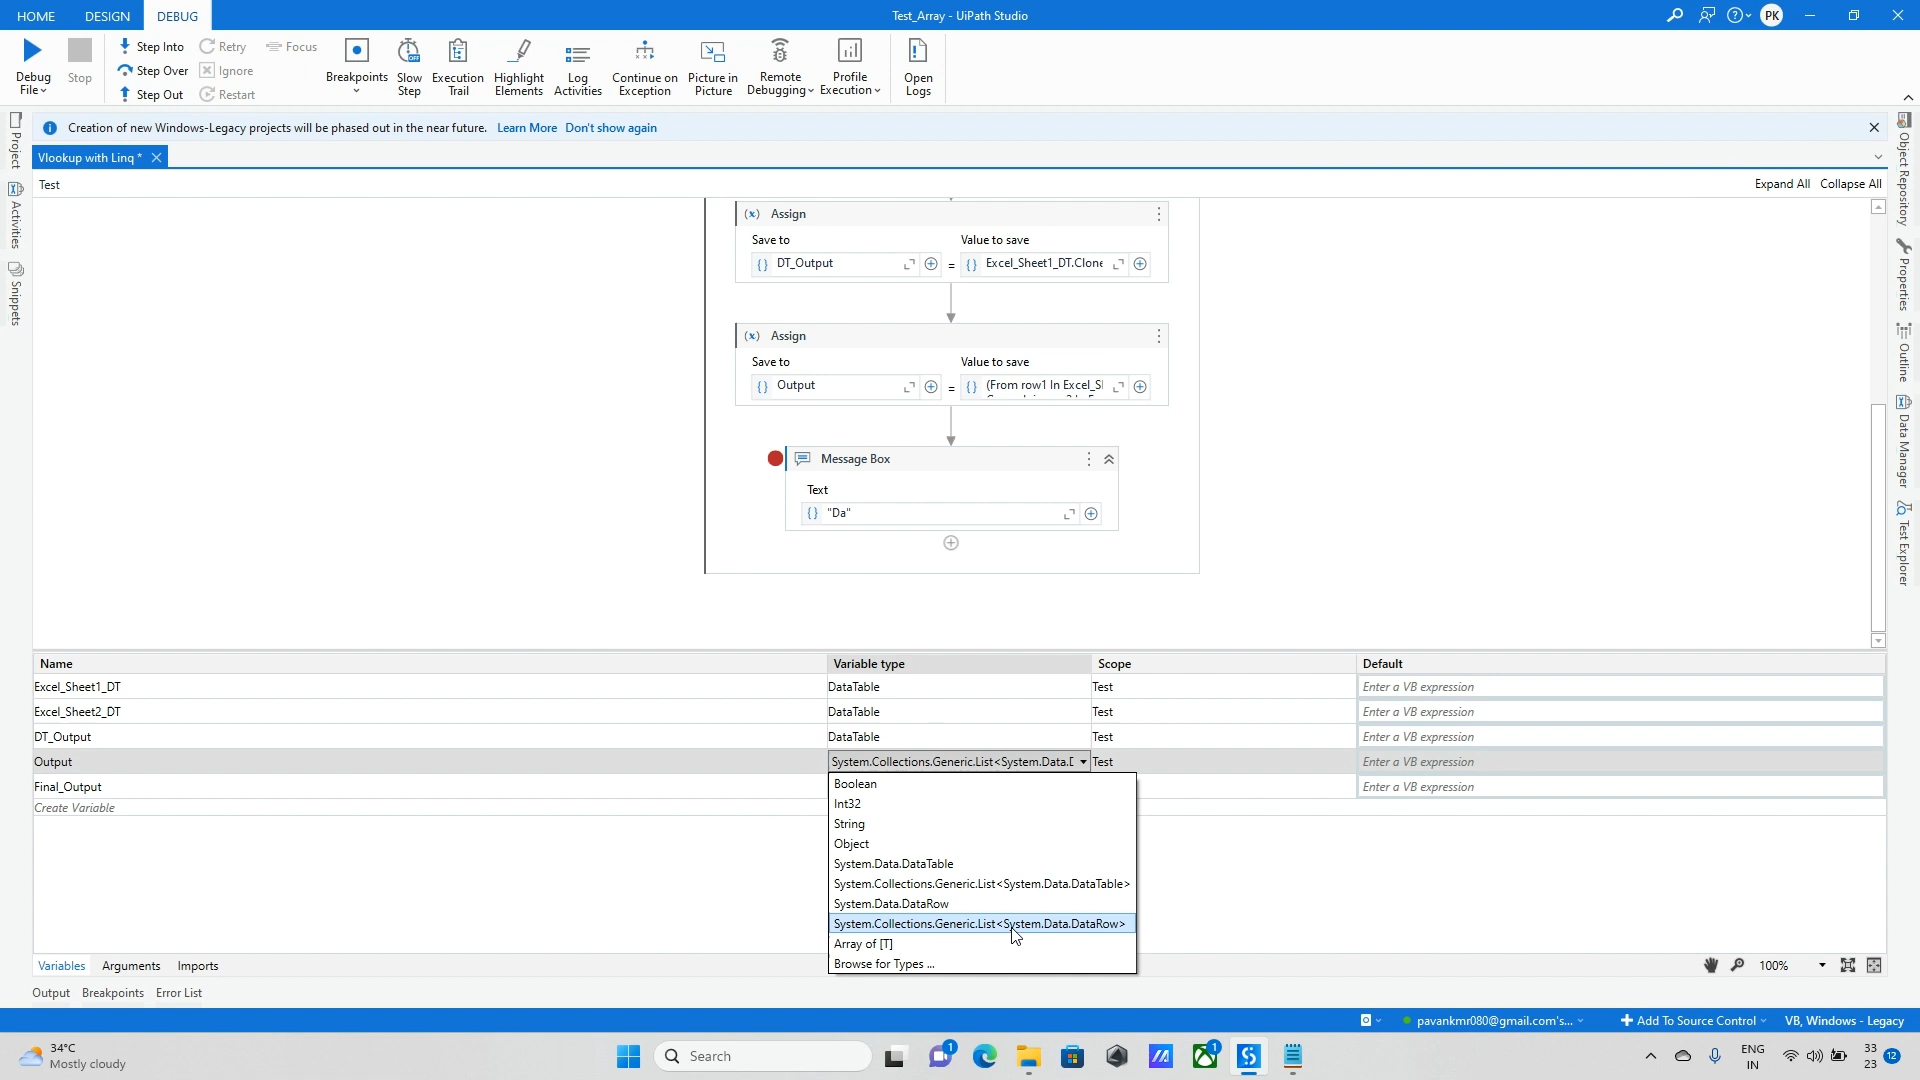 HOME DESIGN DEBUG
Test_Array - UiPath Studio
PK
Debug File
Stop
Step Into
Step Over
Step Out
Retry
Ignore
Restart
Focus
Breakpoints
Slow Step
Execution Trail
Highlight Elements
Log Activities
Continue on Exception
Picture in Picture
Remote Debugging
Profile Execution
Open Logs
Creation of new Windows-Legacy projects will be phased out in the near future. Learn More Don't show again
Project
Activities
Snippets
Vlookup with Linq *
Test
Expand All Collapse All
Object Repository
Properties
Outline
Data Manager
Test Explorer
(x) Assign
Save to Value to save
{} DT_Output = {} Excel_Sheet1_DT.Clone
(x) Assign
Save to Value to save
{} Output = {} (From row1 In Excel_S
Message Box
Text
{} "Da"
Name Variable type Scope Default
Excel_Sheet1_DT DataTable Test Enter a VB expression
Excel_Sheet2_DT DataTable Test Enter a VB expression
DT_Output DataTable Test Enter a VB expression
Output System.Collections.Generic.List<System.Data.D Test Enter a VB expression
Final_Output Enter a VB expression
Create Variable
Boolean
Int32
String
Object
System.Data.DataTable
System.Collections.Generic.List<System.Data.DataTable>
System.Data.DataRow
System.Collections.Generic.List<System.Data.DataRow>
Array of [T]
Browse for Types ...
Variables Arguments Imports
100%
Output Breakpoints Error List
pavankmr080@gmail.com's...
Add To Source Control
VB, Windows - Legacy
34°C
Mostly cloudy
Search
1
1
ENG
IN
33
23
12